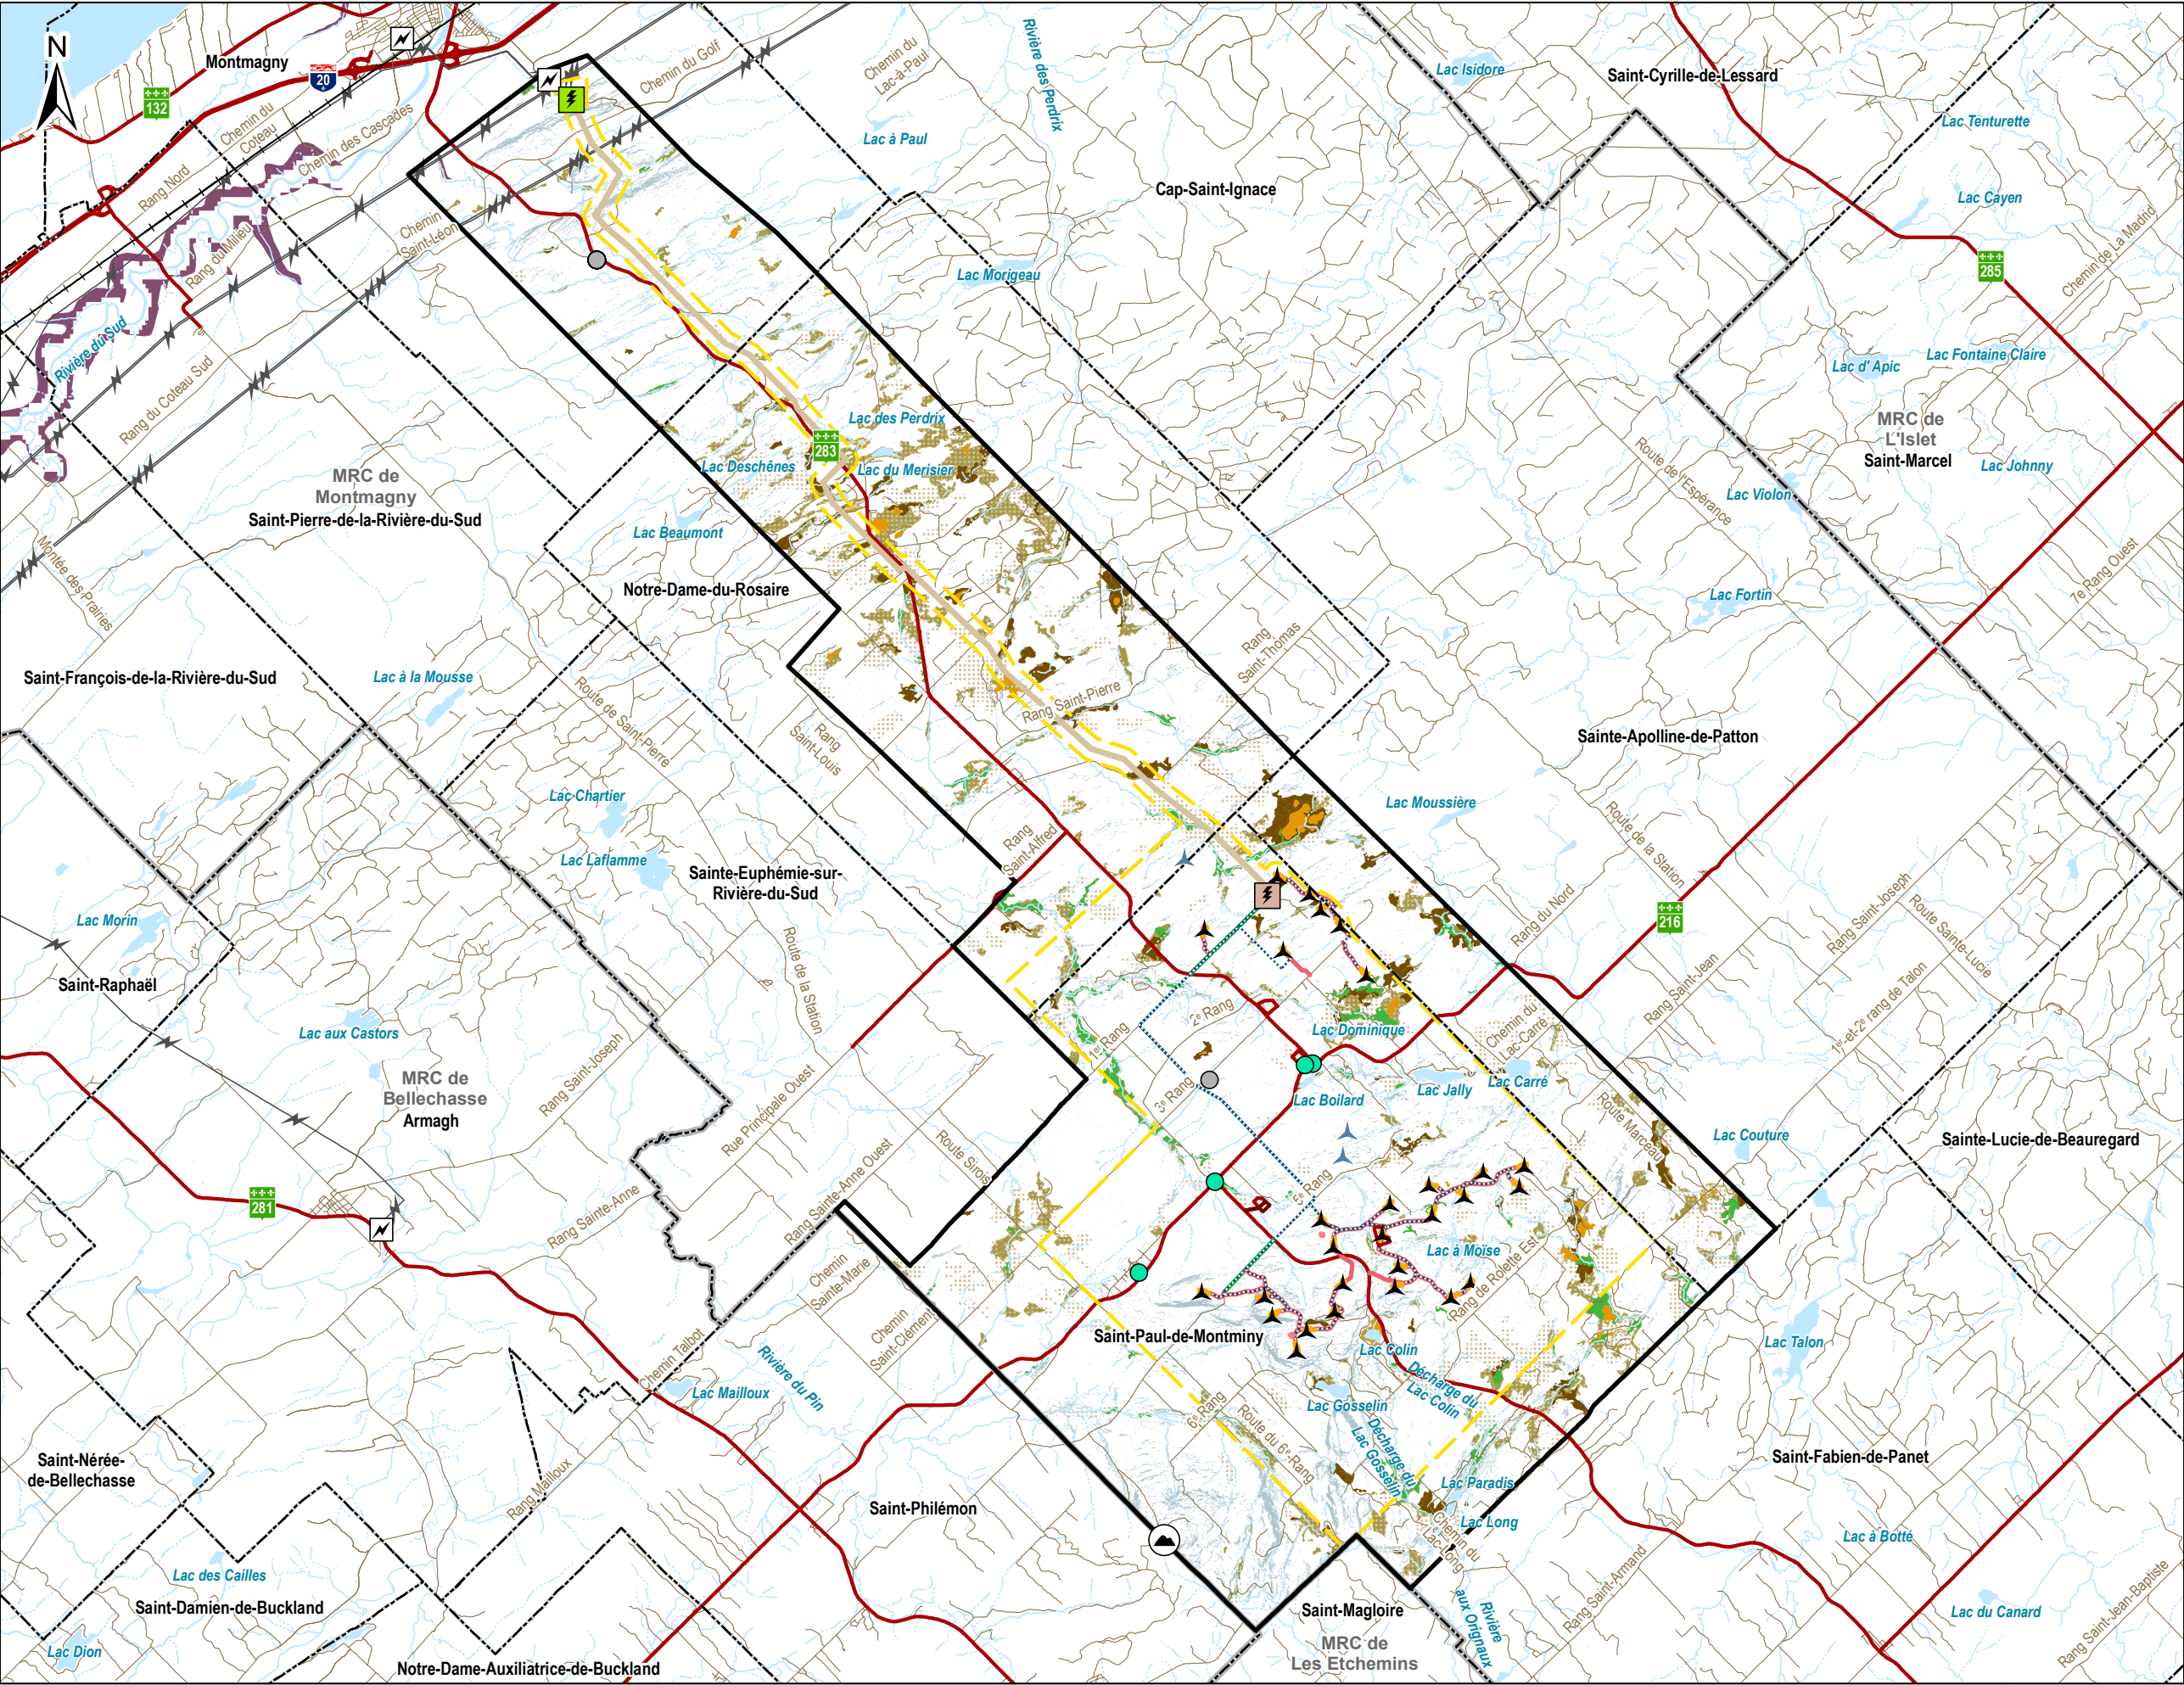 N
Montmagny
20
132
Chemin du
Coteau
Chemin des Cascades
Rang Nord
Rang du Milieu
Chemin
Saint-Léon
Rivière du Sud
Rang du Coteau Sud
Chemin du Golf
Chemin du
Lac-à-Paul
Rivière des Perdrix
Lac à Paul
Cap-Saint-Ignace
Lac Morigeau
Lac Isidore
Saint-Cyrille-de-Lessard
Lac Tenturette
Lac Cayen
285
Chemin de La Madrid
Lac d'Apic
Lac Fontaine Claire
MRC de
L'Islet
Saint-Marcel
Lac Johnny
Lac Violon
Route de l'Espérance
Lac Fortin
7e Rang Ouest
MRC de
Montmagny
Saint-Pierre-de-la-Rivière-du-Sud
Montée des Prairies
Lac des Perdrix
283
Lac Deschênes
Lac du Merisier
Lac Beaumont
Notre-Dame-du-Rosaire
Saint-François-de-la-Rivière-du-Sud
Lac à la Mousse
Route de Saint-Pierre
Rang
Saint-Louis
Rang Saint-Pierre
Rang
Saint-Thomas
Sainte-Apolline-de-Patton
Lac Moussière
Route de la Station
Lac Chartier
Lac Laflamme
Sainte-Euphémie-sur-
Rivière-du-Sud
Rang
Saint-Alfred
Rang du Nord
216
Rang Saint-Joseph
Route Sainte-Lucie
Rang Saint-Jean
1er-et-2e rang de Talon
Lac Morin
Saint-Raphaël
Lac aux Castors
Route de la Station
MRC de
Bellechasse
Armagh
Rang Saint-Joseph
Rue Principale Ouest
1er Rang
2e Rang
3e Rang
Lac Dominique
Chemin du
Lac-Carré
Lac Jally
Lac Carré
Lac Boilard
Route Marceau
Lac Couture
Sainte-Lucie-de-Beauregard
281
Rang Sainte-Anne
Rang Sainte-Anne Ouest
Route Sirois
5e Rang
Lac à Moïse
Rang de Rolette Est
Chemin
Sainte-Marie
Chemin
Saint-Clément
Chemin Talbot
Saint-Paul-de-Montminy
Lac Colin
Décharge du
Lac Colin
Lac Talon
Rivière du Pin
Lac Mailloux
6e Rang
Route du 6e-Rang
Lac Gosselin
Décharge du
Lac Gosselin
Saint-Nérée-
de-Bellechasse
Rang Mailloux
Saint-Philémon
Lac Paradis
Lac Long
Chemin du
Lac-Long
Saint-Fabien-de-Panet
Lac à Botté
Lac des Cailles
Saint-Damien-de-Buckland
Lac Dion
Notre-Dame-Auxiliatrice-de-Buckland
Saint-Magloire
MRC de
Les Etchemins
Rivière
aux Orignaux
Rang Saint-Armand
Lac du Canard
Rang Saint-Jean-Baptiste